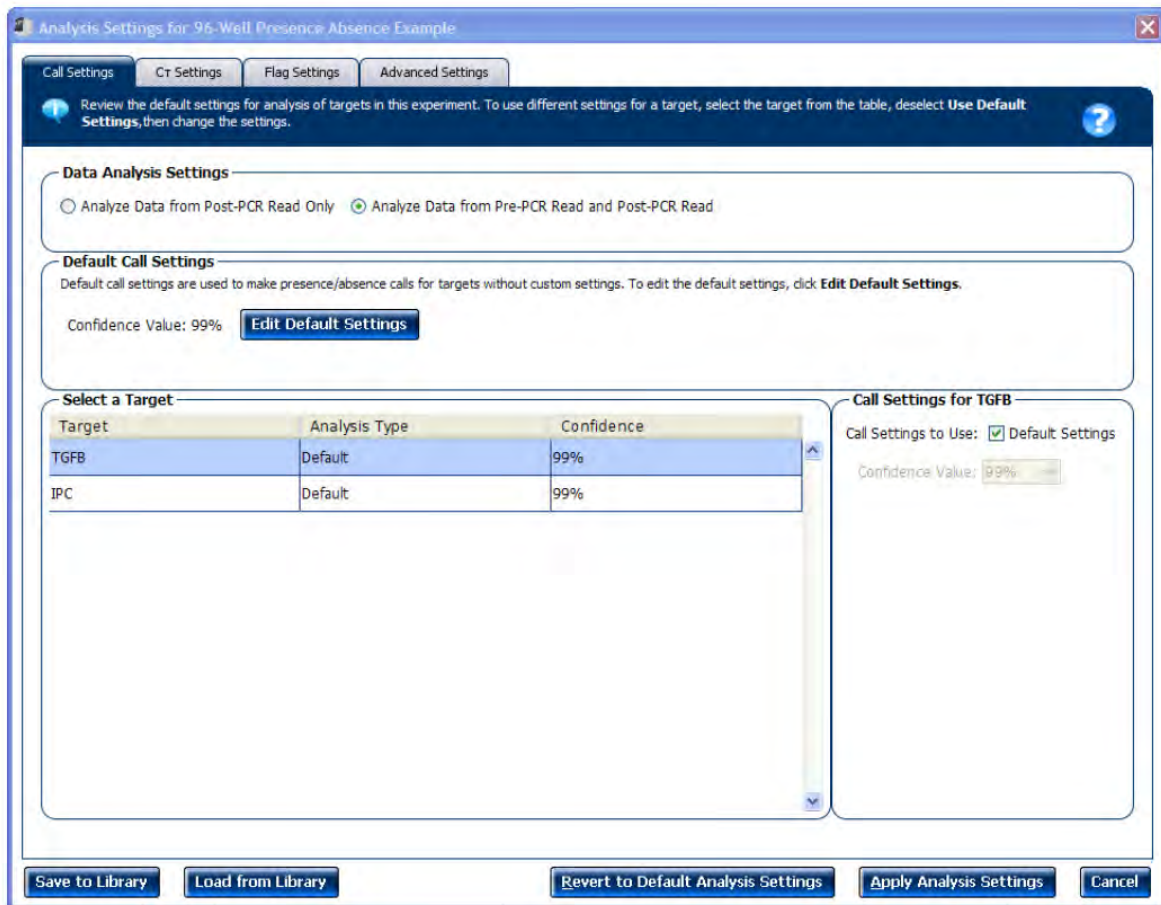 Analysis Settings for 96-Well Presence Absence Example
Call Settings
CT Settings
Flag Settings
Advanced Settings
Review the default settings for analysis of targets in this experiment. To use different settings for a target, select the target from the table, deselect Use Default
Settings,then change the settings.
Data Analysis Settings
Analyze Data from Post-PCR Read Only
Analyze Data from Pre-PCR Read and Post-PCR Read
Default Call Settings
Default call settings are used to make presence/absence calls for targets without custom settings. To edit the default settings, click Edit Default Settings.
Confidence Value: 99%
Edit Default Settings
Select a Target
Target
Analysis Type
Confidence
TGFB
Default
99%
IPC
Default
99%
Call Settings for TGFB
Call Settings to Use:
Default Settings
Confidence Value:
99%
Save to Library
Load from Library
Revert to Default Analysis Settings
Apply Analysis Settings
Cancel